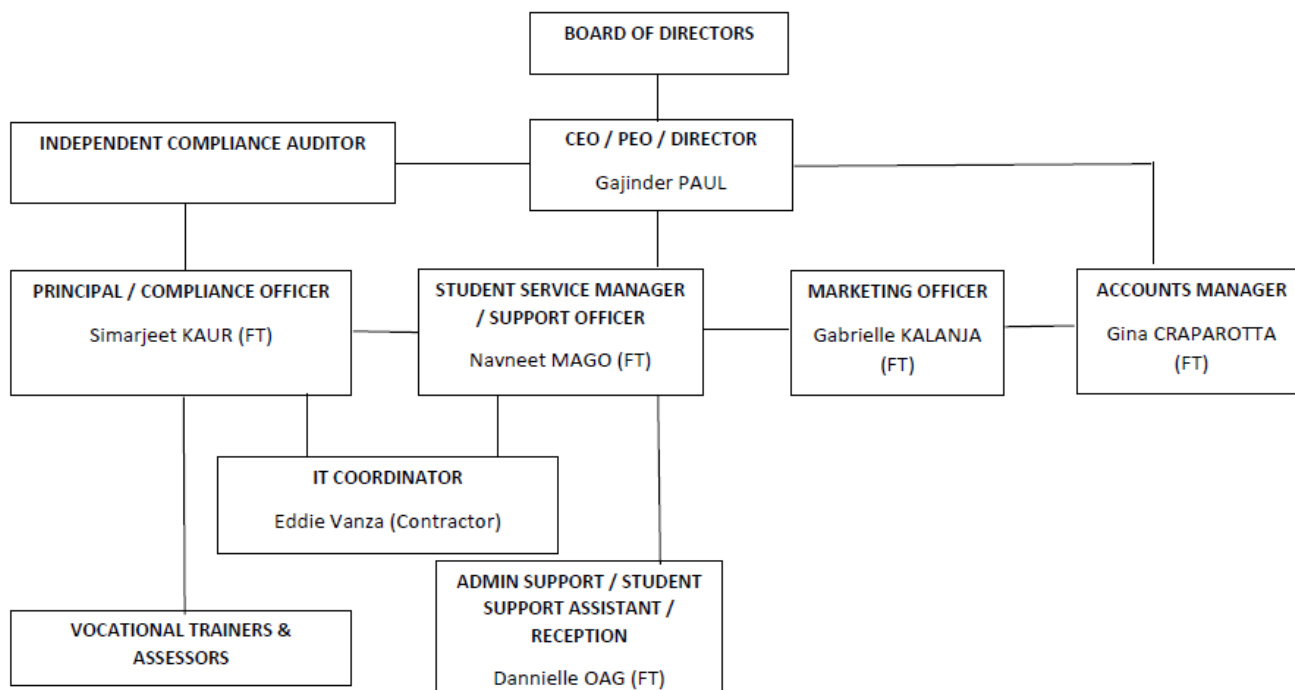 BOARD OF DIRECTORS
INDEPENDENT COMPLIANCE AUDITOR
CEO / PEO / DIRECTOR
Gajinder PAUL
PRINCIPAL / COMPLIANCE OFFICER
Simarjeet KAUR (FT)
STUDENT SERVICE MANAGER
/ SUPPORT OFFICER
Navneet MAGO (FT)
MARKETING OFFICER
Gabrielle KALANJA
(FT)
ACCOUNTS MANAGER
Gina CRAPAROTTA
(FT)
IT COORDINATOR
Eddie Vanza (Contractor)
VOCATIONAL TRAINERS &
ASSESSORS
ADMIN SUPPORT / STUDENT
SUPPORT ASSISTANT /
RECEPTION
Dannielle OAG (FT)